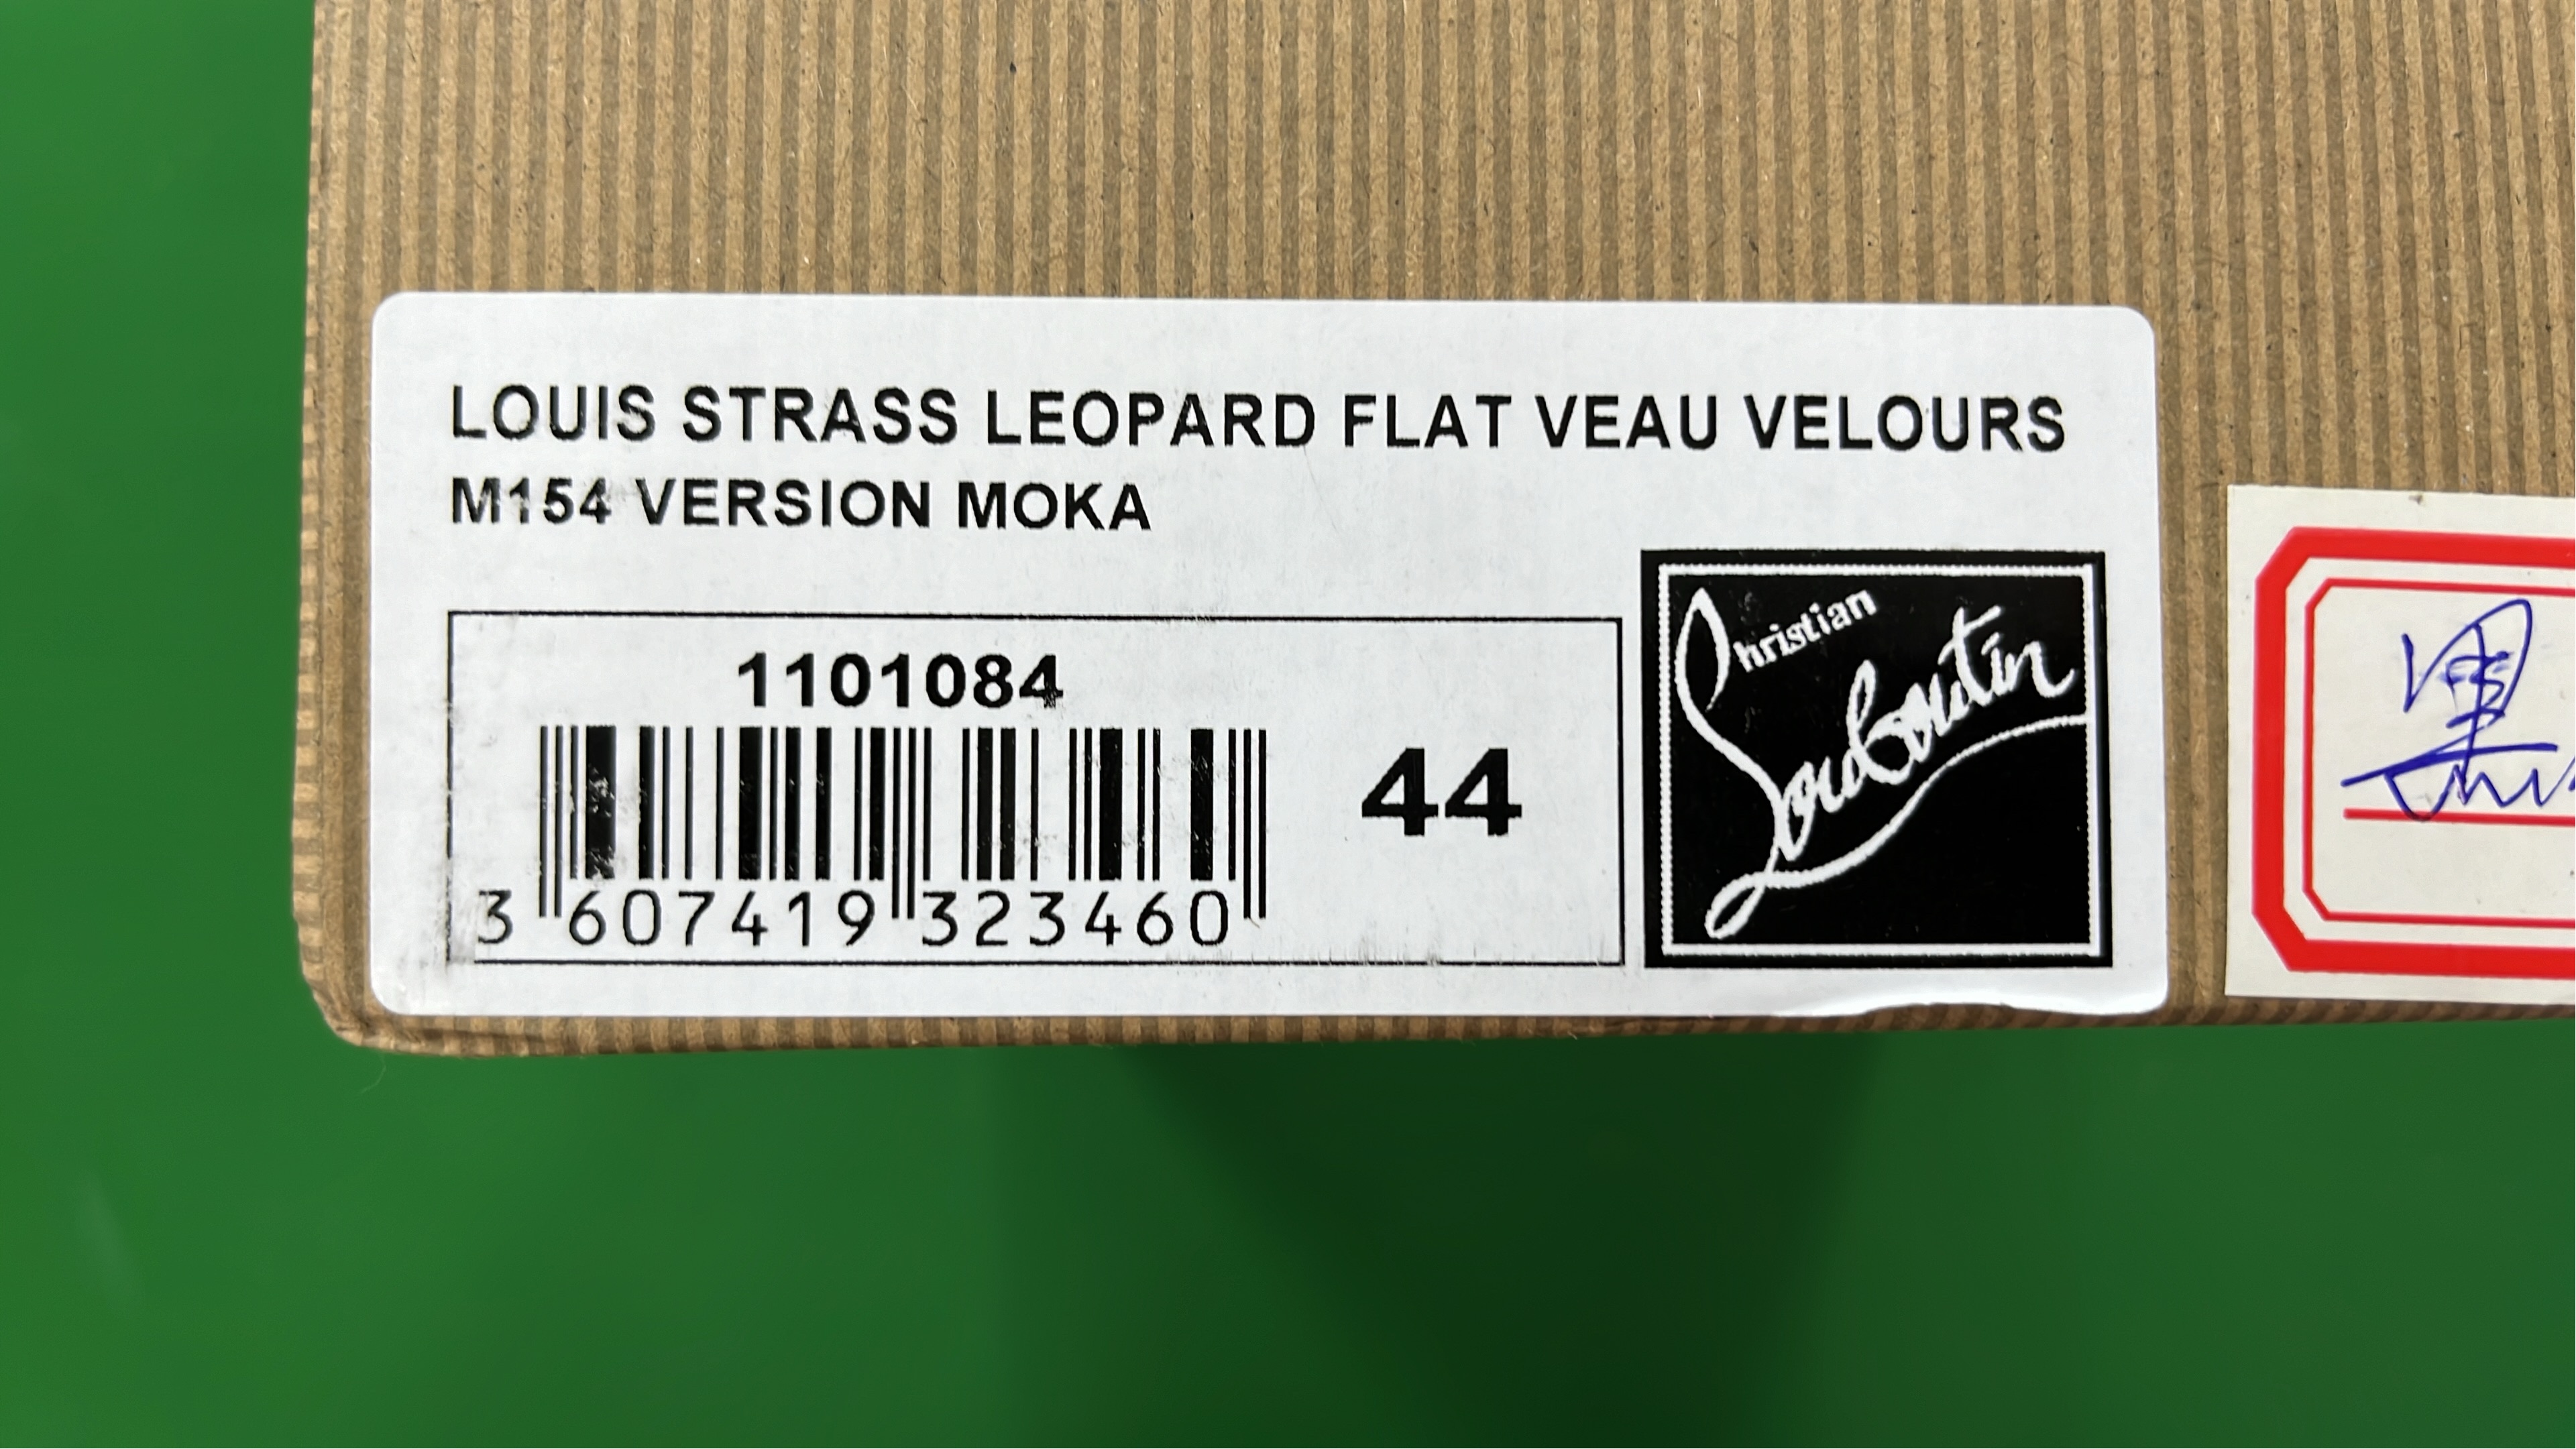 LOUIS STRASS LEOPARD FLAT VEAU VELOURS
M154 VERSION MOKA
1101084
3 607419 323460
44
Christian
Louboutin